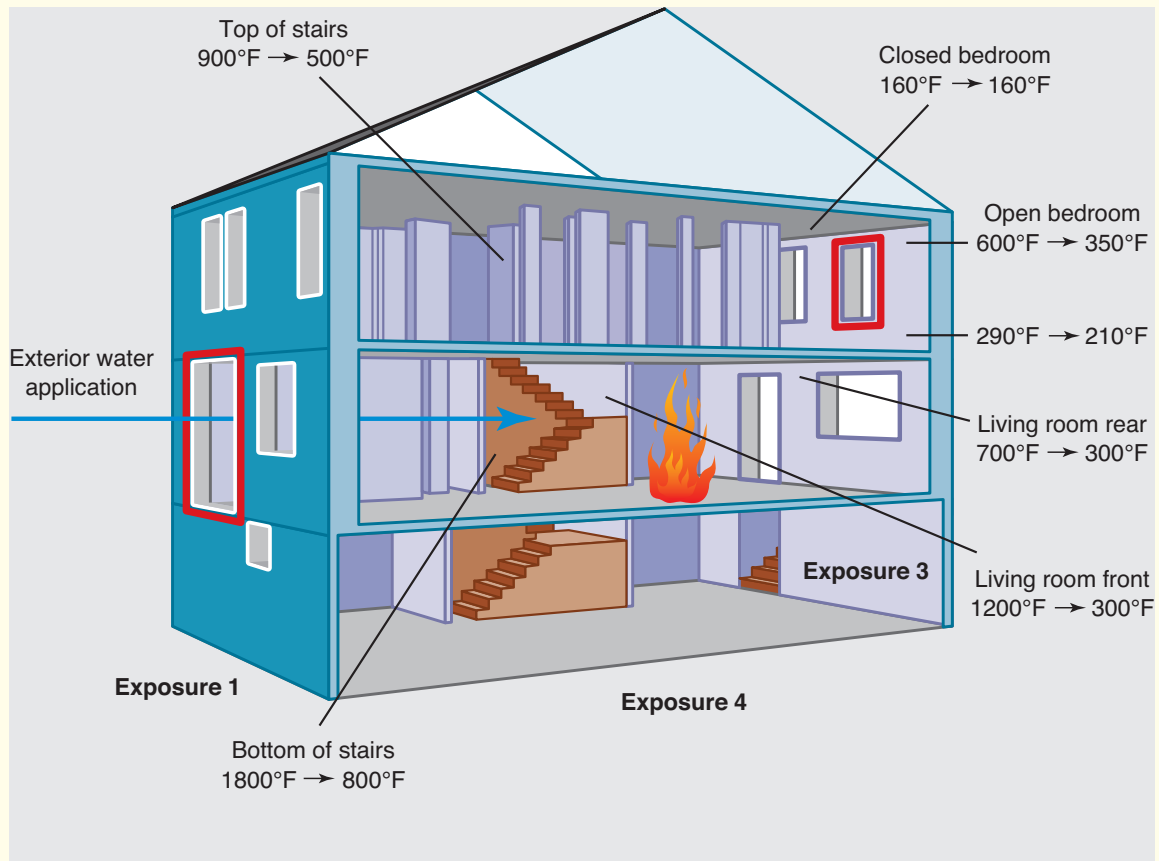 Top of stairs
900°F → 500°F
Closed bedroom
160°F → 160°F
Open bedroom
600°F → 350°F
290°F → 210°F
Exterior water
application
Living room rear
700°F → 300°F
Exposure 3
Living room front
1200°F → 300°F
Exposure 1
Exposure 4
Bottom of stairs
1800°F → 800°F